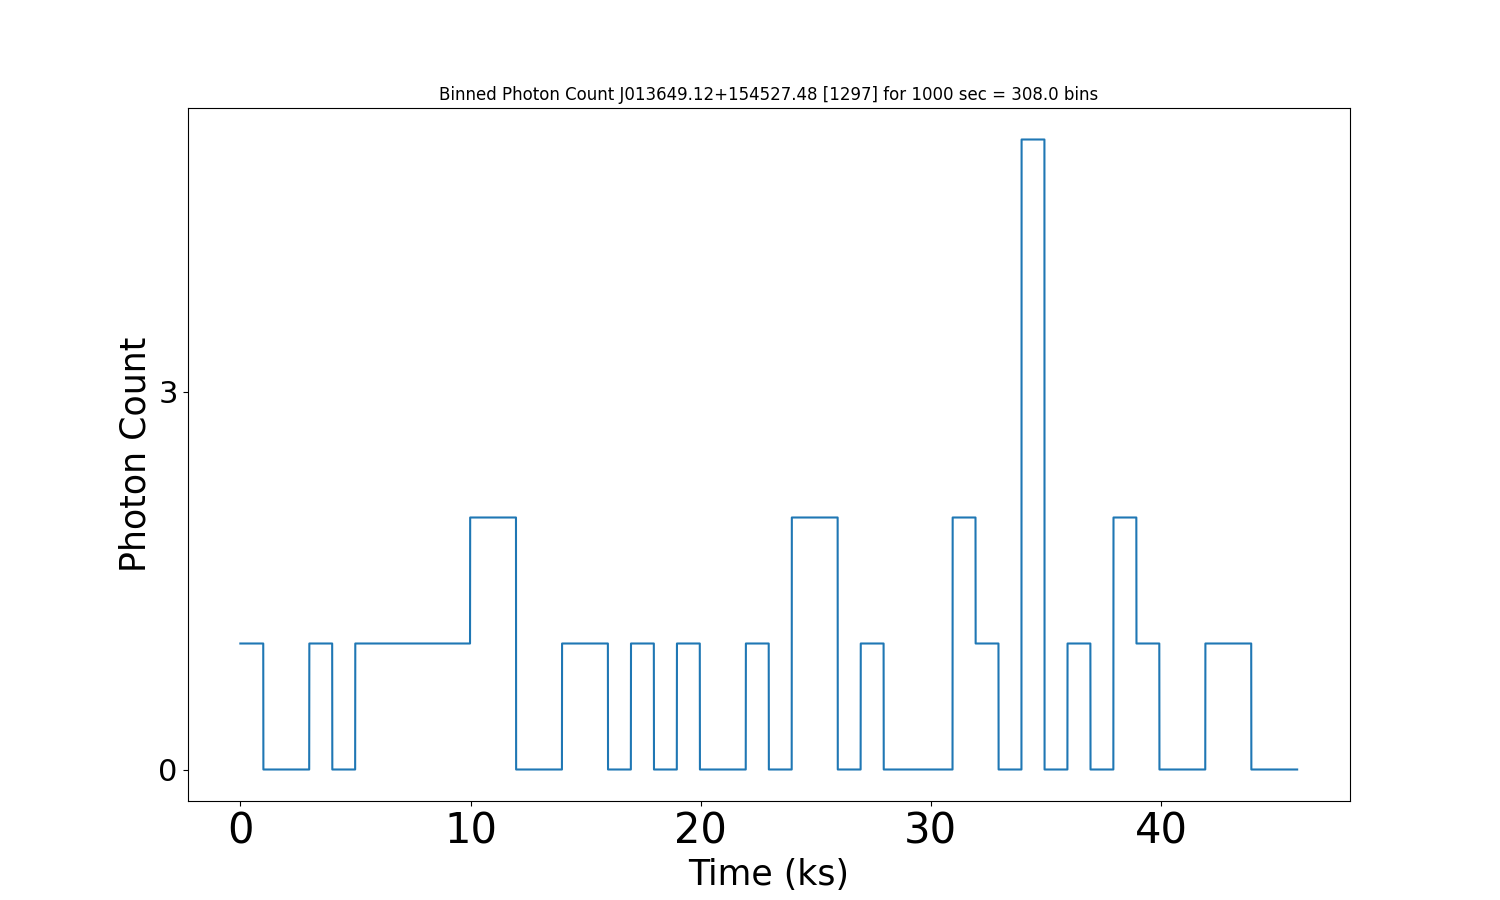 Binned Photon Count J013649.12+154527.48 [1297] for 1000 sec = 308.0 bins
Photon Count
3
0
0 10 20 30 40
Time (ks)